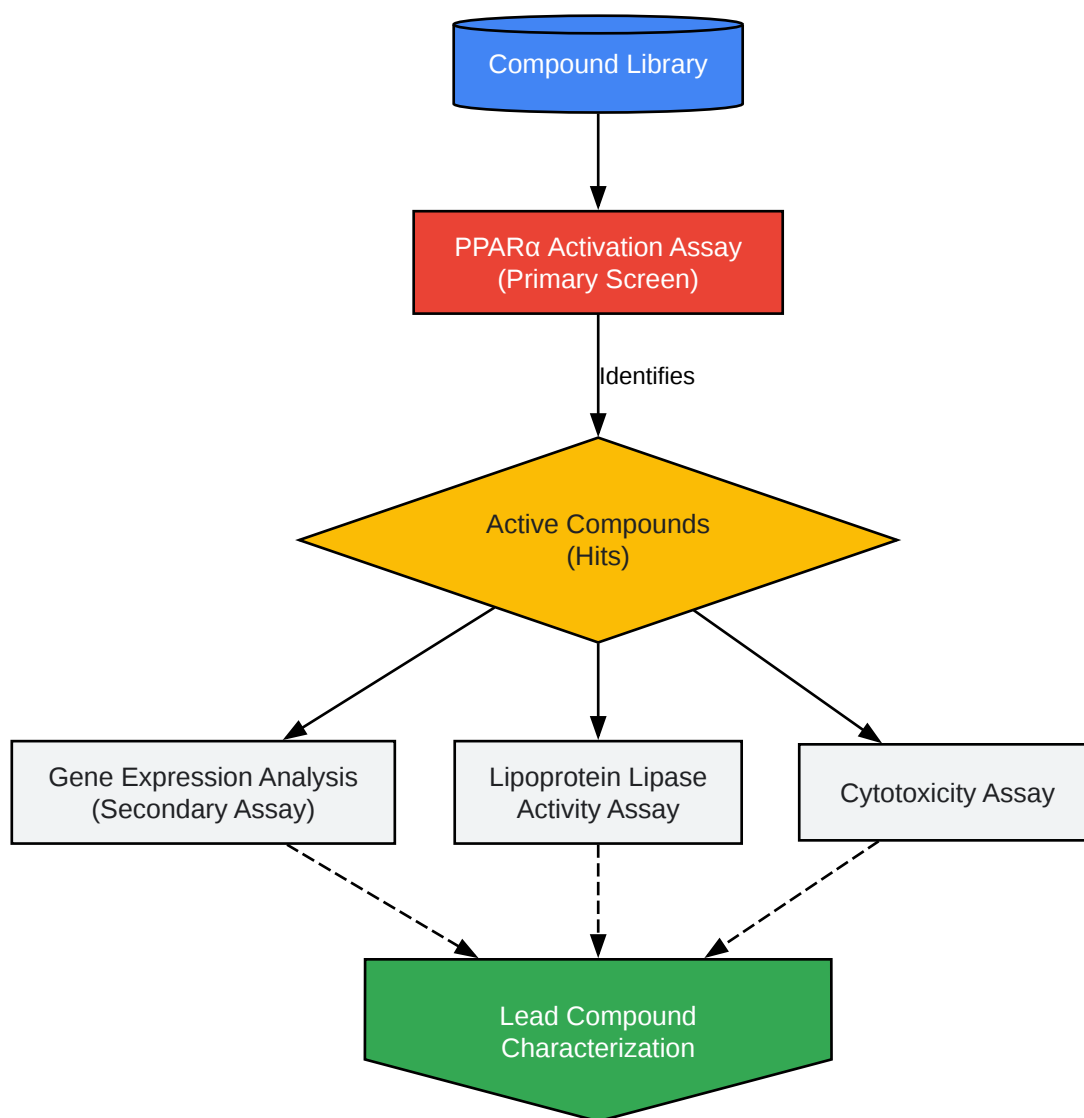 Compound Library
PPARα Activation Assay
(Primary Screen)
Identifies
Active Compounds
(Hits)
Gene Expression Analysis
(Secondary Assay)
Lipoprotein Lipase
Activity Assay
Cytotoxicity Assay
Lead Compound
Characterization